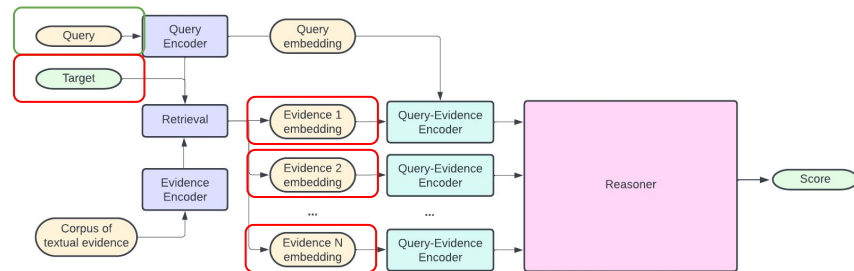 Query
Query
Encoder
Query
embedding
Target
Retrieval
Evidence 1
embedding
Query-Evidence
Encoder
Evidence
Encoder
Evidence 2
embedding
Query-Evidence
Encoder
Reasoner
Score
Corpus of
textual evidence
...
...
Evidence N
embedding
Query-Evidence
Encoder